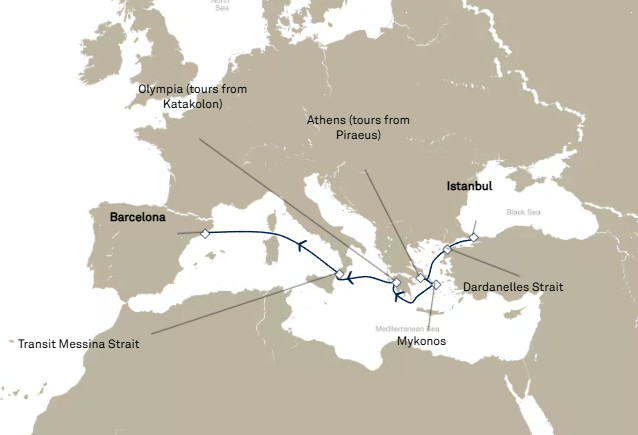 North
Sea
Olympia (tours from
Katakolon)
Athens (tours from
Piraeus)
Istanbul
Barcelona
Black Sea
Dardanelles Strait
Mediterranean Sea
Transit Messina Strait
Mykonos